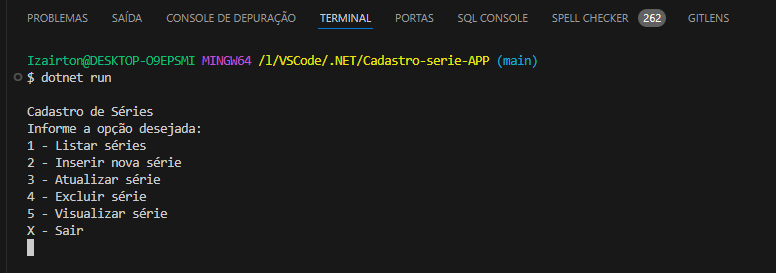 PROBLEMAS SAÍDA CONSOLE DE DEPURAÇÃO TERMINAL PORTAS SQL CONSOLE SPELL CHECKER 262 GITLENS
Izairton@DESKTOP-O9EPSMI MINGW64 /l/VSCode/.NET/Cadastro-serie-APP (main)
$ dotnet run
Cadastro de Séries
Informe a opção desejada:
1 - Listar séries
2 - Inserir nova série
3 - Atualizar série
4 - Excluir série
5 - Visualizar série
X - Sair